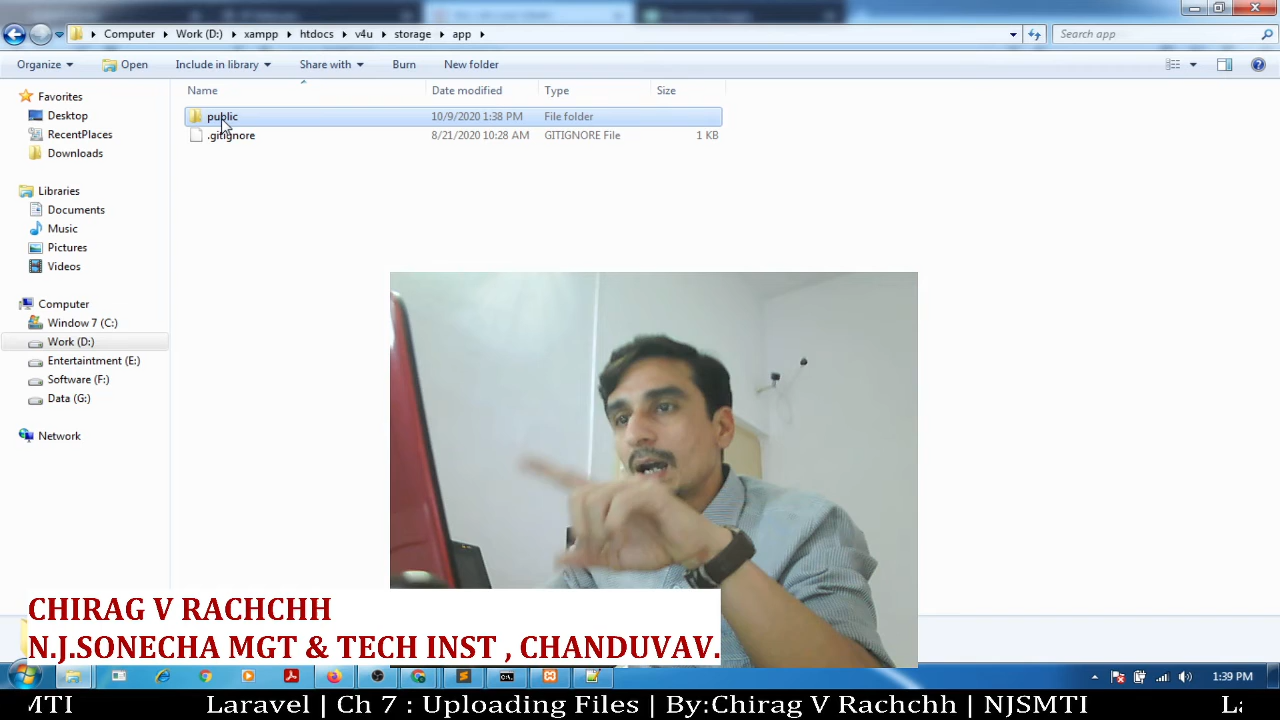 Computer Work (D:) xampp htdocs v4u storage app
Search app
Organize Open Include in library Share with Burn New folder
Name Date modified Type Size
public 10/9/2020 1:38 PM File folder
.gitignore 8/21/2020 10:28 AM GITIGNORE File 1 KB
Favorites
Desktop
RecentPlaces
Downloads
Libraries
Documents
Music
Pictures
Videos
Computer
Window 7 (C:)
Work (D:)
Entertaintment (E:)
Software (F:)
Data (G:)
Network
CHIRAG V RACHCHH
N.J.SONECHA MGT & TECH INST , CHANDUVAV.
1:39 PM
MTI Laravel | Ch 7 : Uploading Files | By:Chirag V Rachchh | NJSMTI La